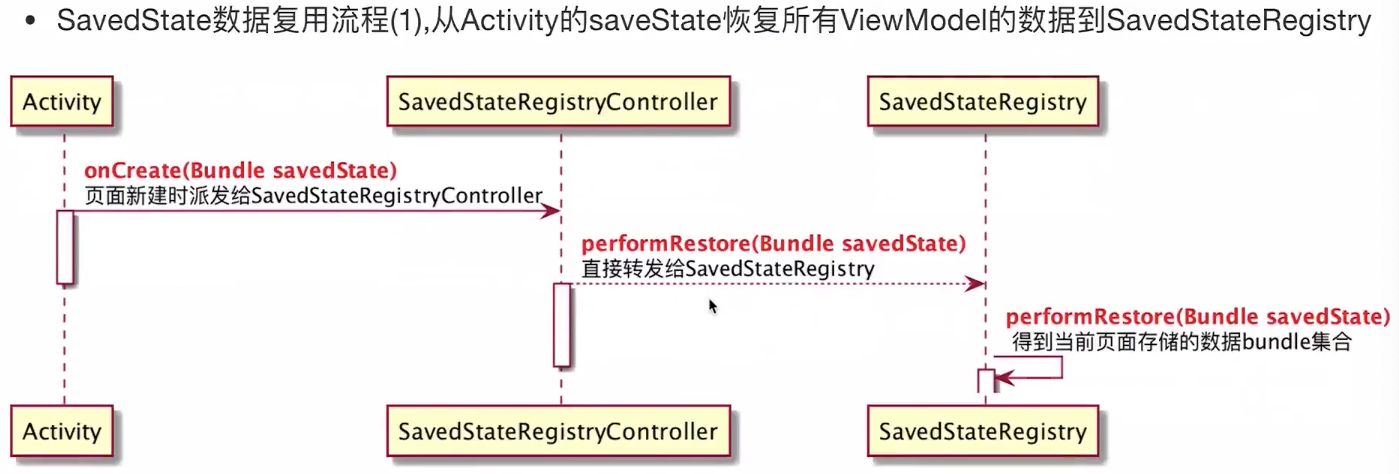 • SavedState数据复用流程(1),从Activity的saveState恢复所有ViewModel的数据到SavedStateRegistry
Activity
SavedStateRegistryController
SavedStateRegistry
onCreate(Bundle savedState)
页面新建时派发给SavedStateRegistryController
performRestore(Bundle savedState)
直接转发给SavedStateRegistry
performRestore(Bundle savedState)
得到当前页面存储的数据bundle集合
Activity
SavedStateRegistryController
SavedStateRegistry